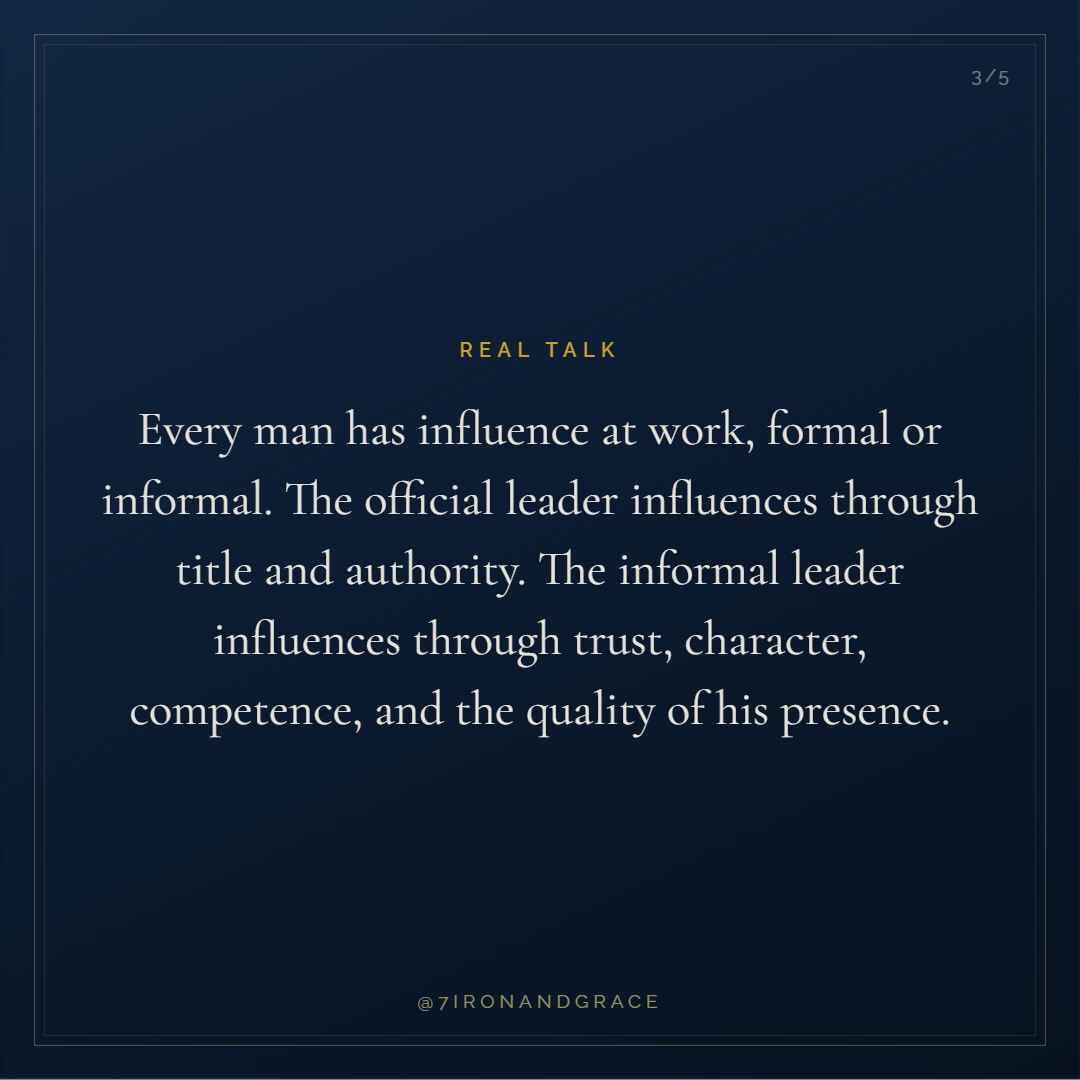 3/5
REAL TALK
Every man has influence at work, formal or
informal. The official leader influences through
title and authority. The informal leader
influences through trust, character,
competence, and the quality of his presence.
@7IRONANDGRACE